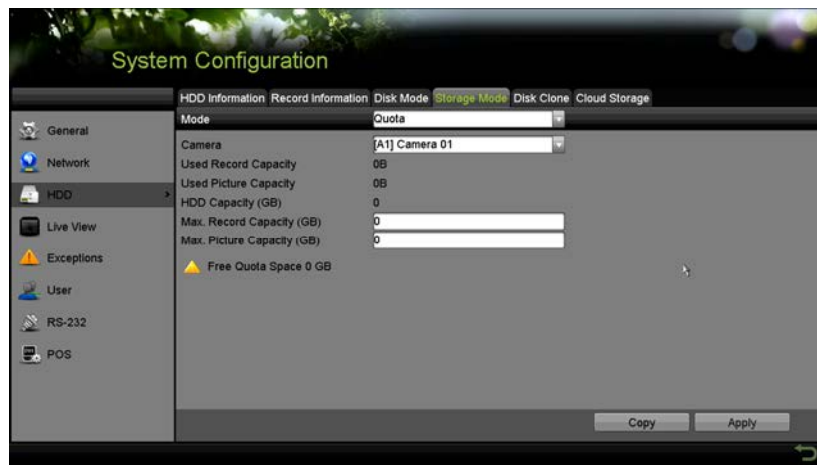 System Configuration
HDD Information Record Information Disk Mode Storage Mode Disk Clone Cloud Storage
General
Network
HDD
Live View
Exceptions
User
RS-232
POS
Mode Quota
Camera [A1] Camera 01
Used Record Capacity 0B
Used Picture Capacity 0B
HDD Capacity (GB) 0
Max. Record Capacity (GB) 0
Max. Picture Capacity (GB) 0
Free Quota Space 0 GB
Copy Apply